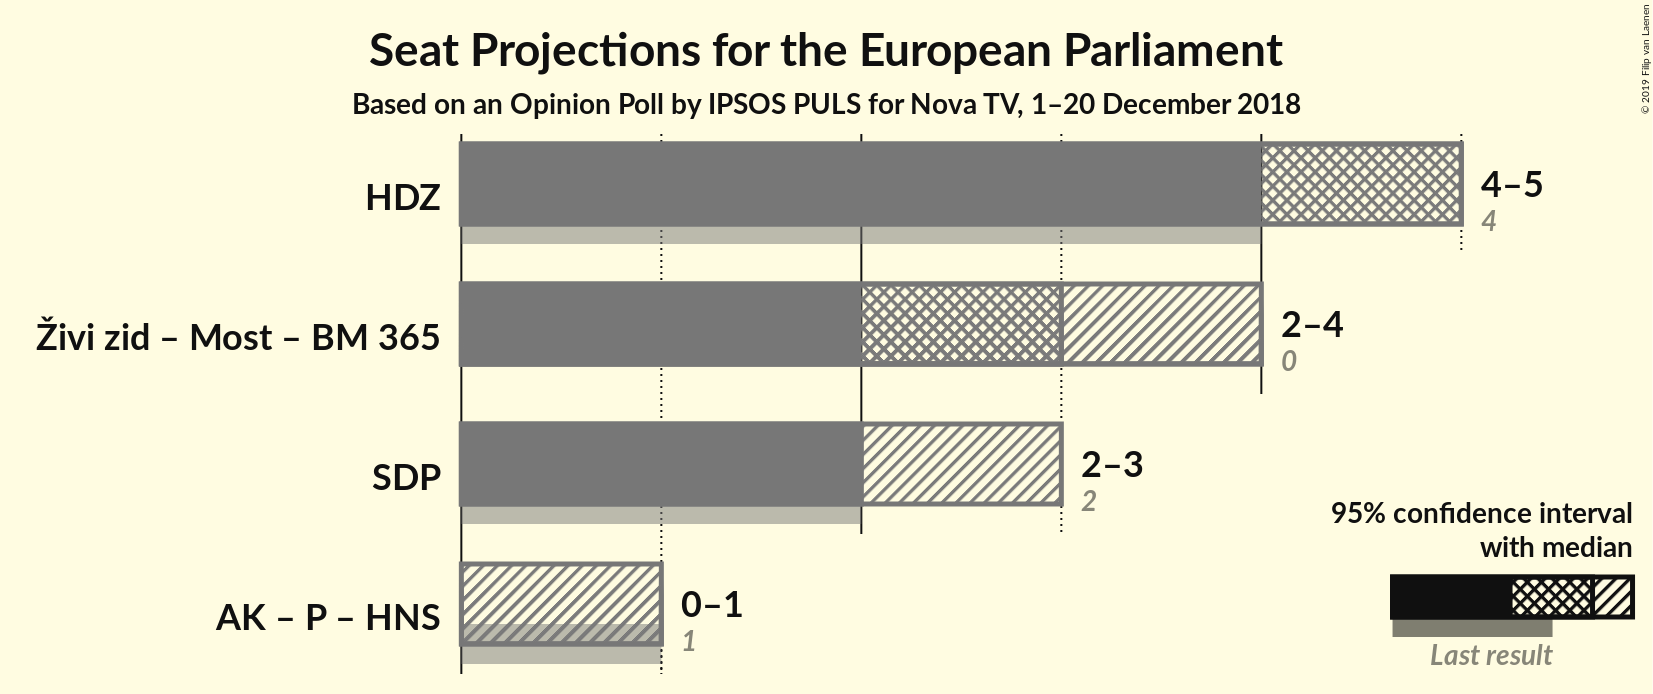 Seat Projections for the European Parliament
Based on an Opinion Poll by IPSOS PULS for Nova TV, 1–20 December 2018
© 2019 Filip van Laenen
HDZ
4–5
4
Živi zid – Most – BM 365
2–4
0
SDP
2–3
2
AK – P – HNS
0–1
1
95% confidence interval
with median
Last result